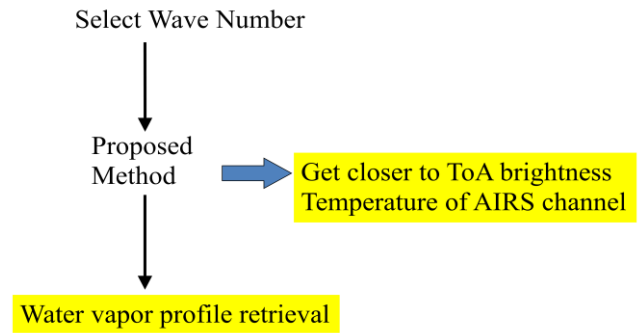 Select Wave Number
Proposed
Method
Get closer to ToA brightness
Temperature of AIRS channel
Water vapor profile retrieval